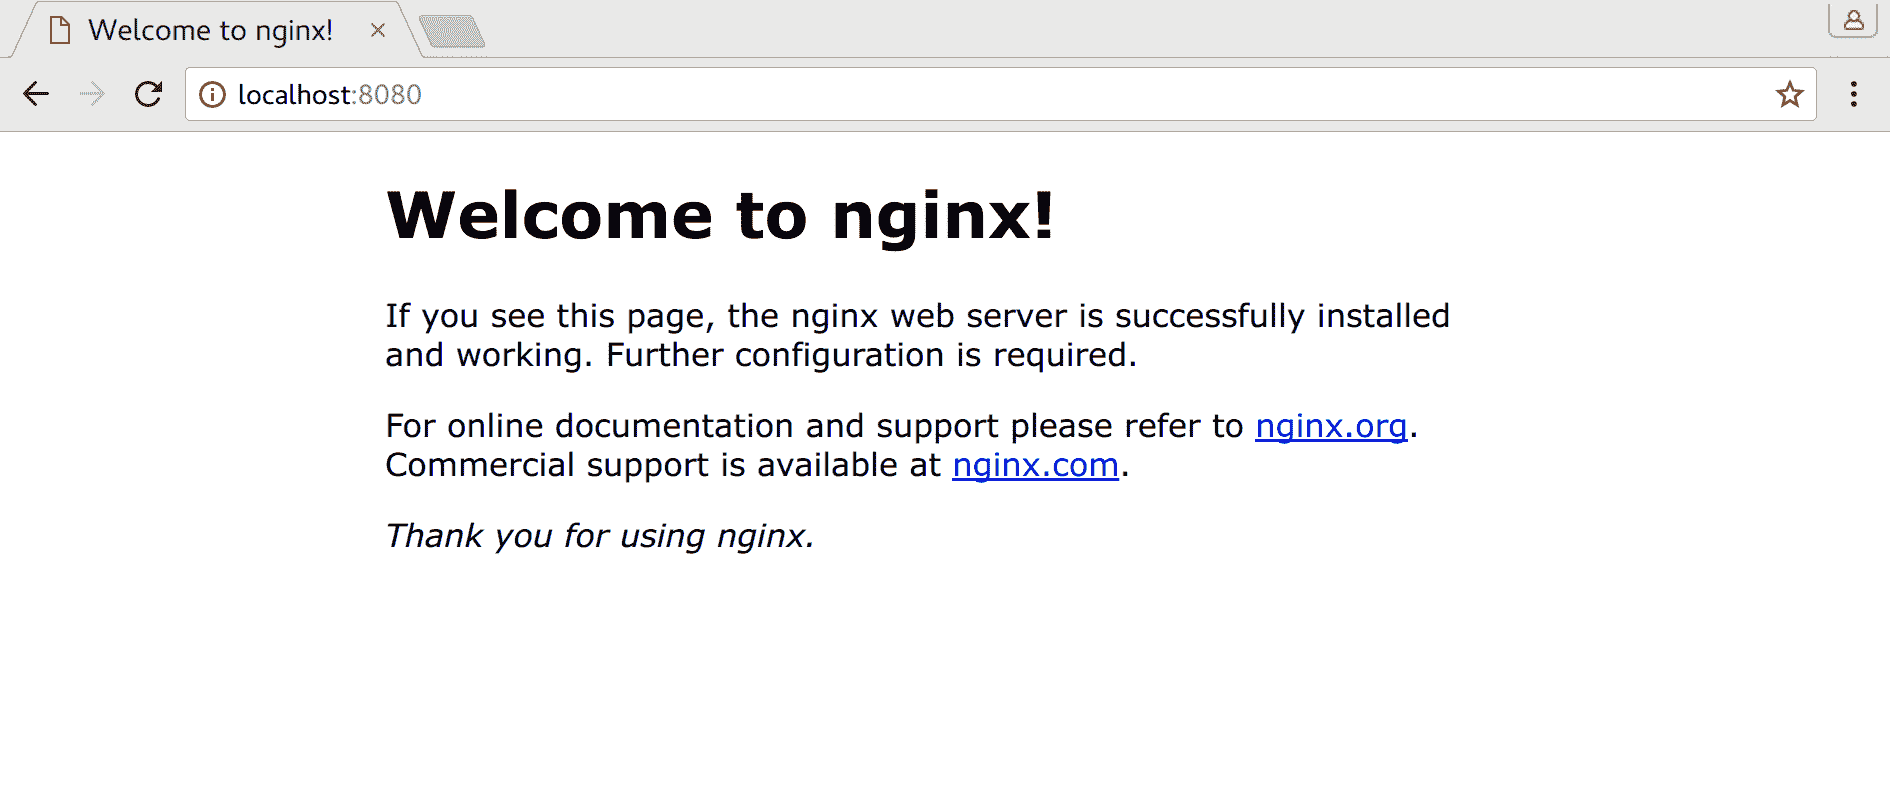 Welcome to nginx!
localhost:8080
Welcome to nginx!
If you see this page, the nginx web server is successfully installed
and working. Further configuration is required.
For online documentation and support please refer to nginx.org.
Commercial support is available at nginx.com.
Thank you for using nginx.